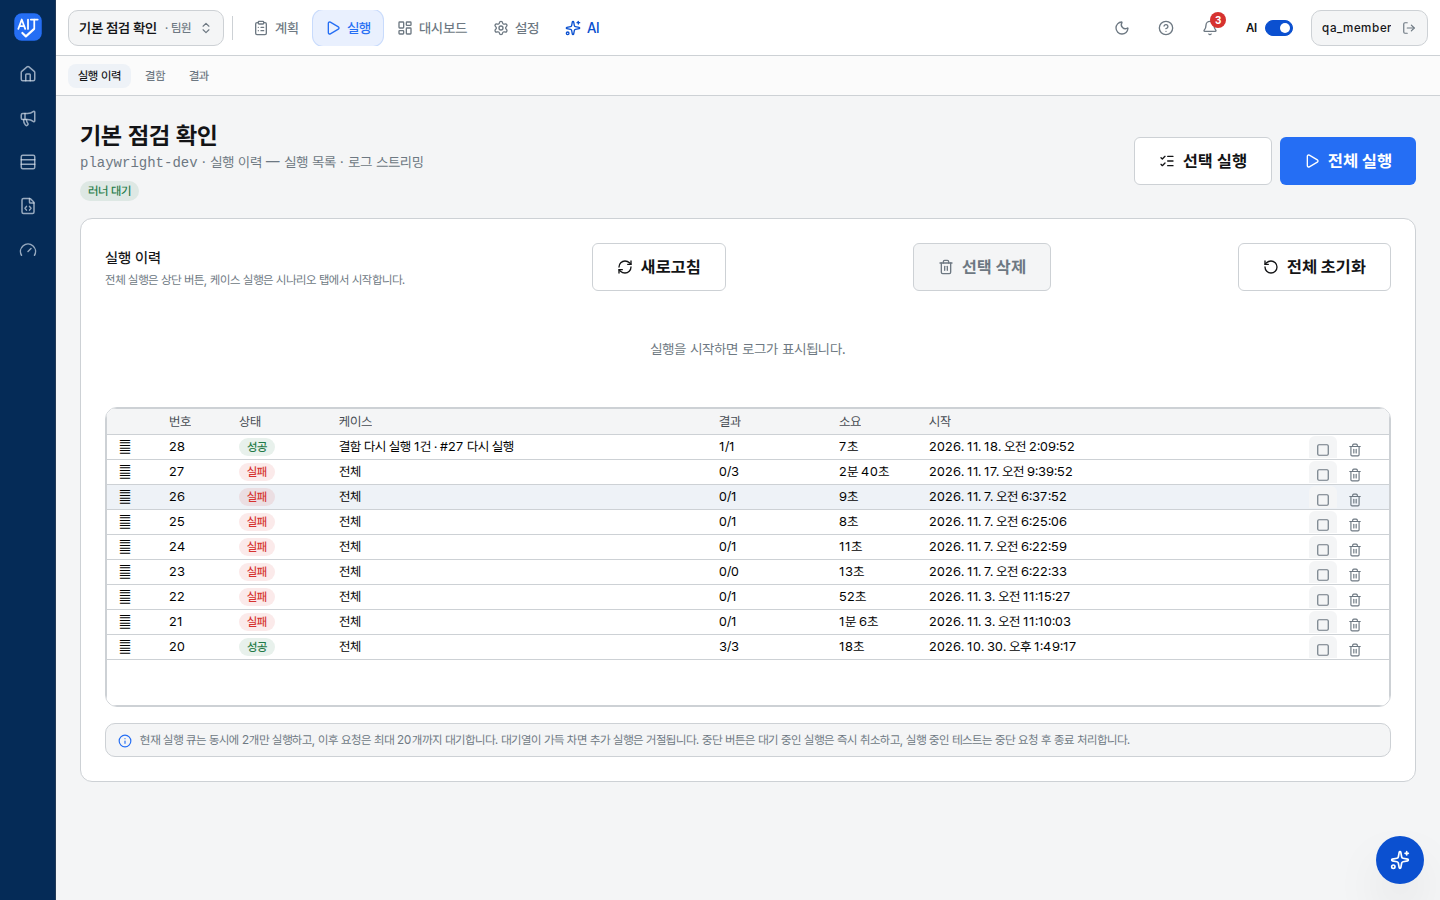 AIT
기본 점검 확인 · 팀원
계획
실행
대시보드
설정
AI
3
AI
qa_member
실행 이력
결함
결과
기본 점검 확인
playwright-dev · 실행 이력 — 실행 목록 · 로그 스트리밍
러너 대기
선택 실행
전체 실행
실행 이력
전체 실행은 상단 버튼, 케이스 실행은 시나리오 탭에서 시작합니다.
새로고침
선택 삭제
전체 초기화
실행을 시작하면 로그가 표시됩니다.
번호 상태 케이스 결과 소요 시작
28 성공 결함 다시 실행 1건 · #27 다시 실행 1/1 7초 2026. 11. 18. 오전 2:09:52
27 실패 전체 0/3 2분 40초 2026. 11. 17. 오전 9:39:52
26 실패 전체 0/1 9초 2026. 11. 7. 오전 6:37:52
25 실패 전체 0/1 8초 2026. 11. 7. 오전 6:25:06
24 실패 전체 0/1 11초 2026. 11. 7. 오전 6:22:59
23 실패 전체 0/0 13초 2026. 11. 7. 오전 6:22:33
22 실패 전체 0/1 52초 2026. 11. 3. 오전 11:15:27
21 실패 전체 0/1 1분 6초 2026. 11. 3. 오전 11:10:03
20 성공 전체 3/3 18초 2026. 10. 30. 오후 1:49:17
현재 실행 큐는 동시에 2개만 실행하고, 이후 요청은 최대 20개까지 대기합니다. 대기열이 가득 차면 추가 실행은 거절됩니다. 중단 버튼은 대기 중인 실행은 즉시 취소하고, 실행 중인 테스트는 중단 요청 후 종료 처리합니다.